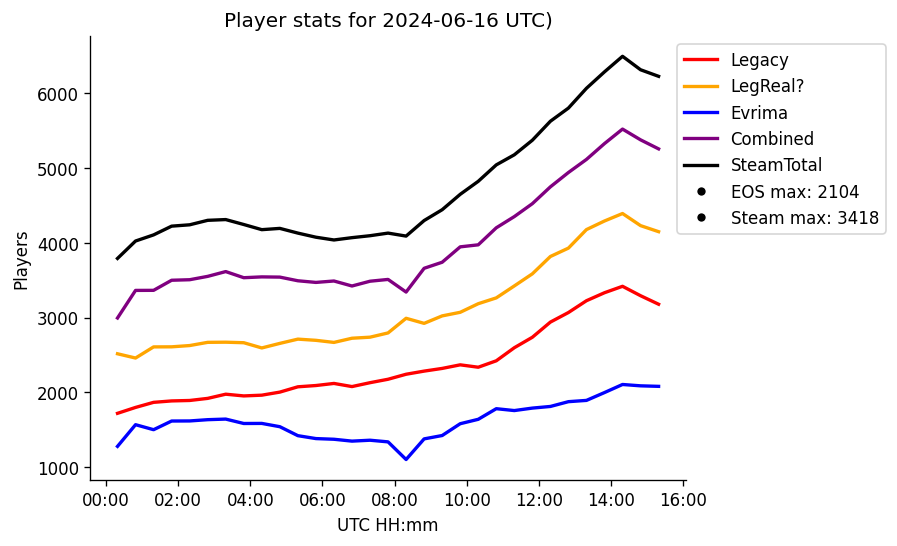 Player stats for 2024-06-16 UTC)
Players
6000
5000
4000
3000
2000
1000
00:00 02:00 04:00 06:00 08:00 10:00 12:00 14:00 16:00
UTC HH:mm
Legacy
LegReal?
Evrima
Combined
SteamTotal
EOS max: 2104
Steam max: 3418